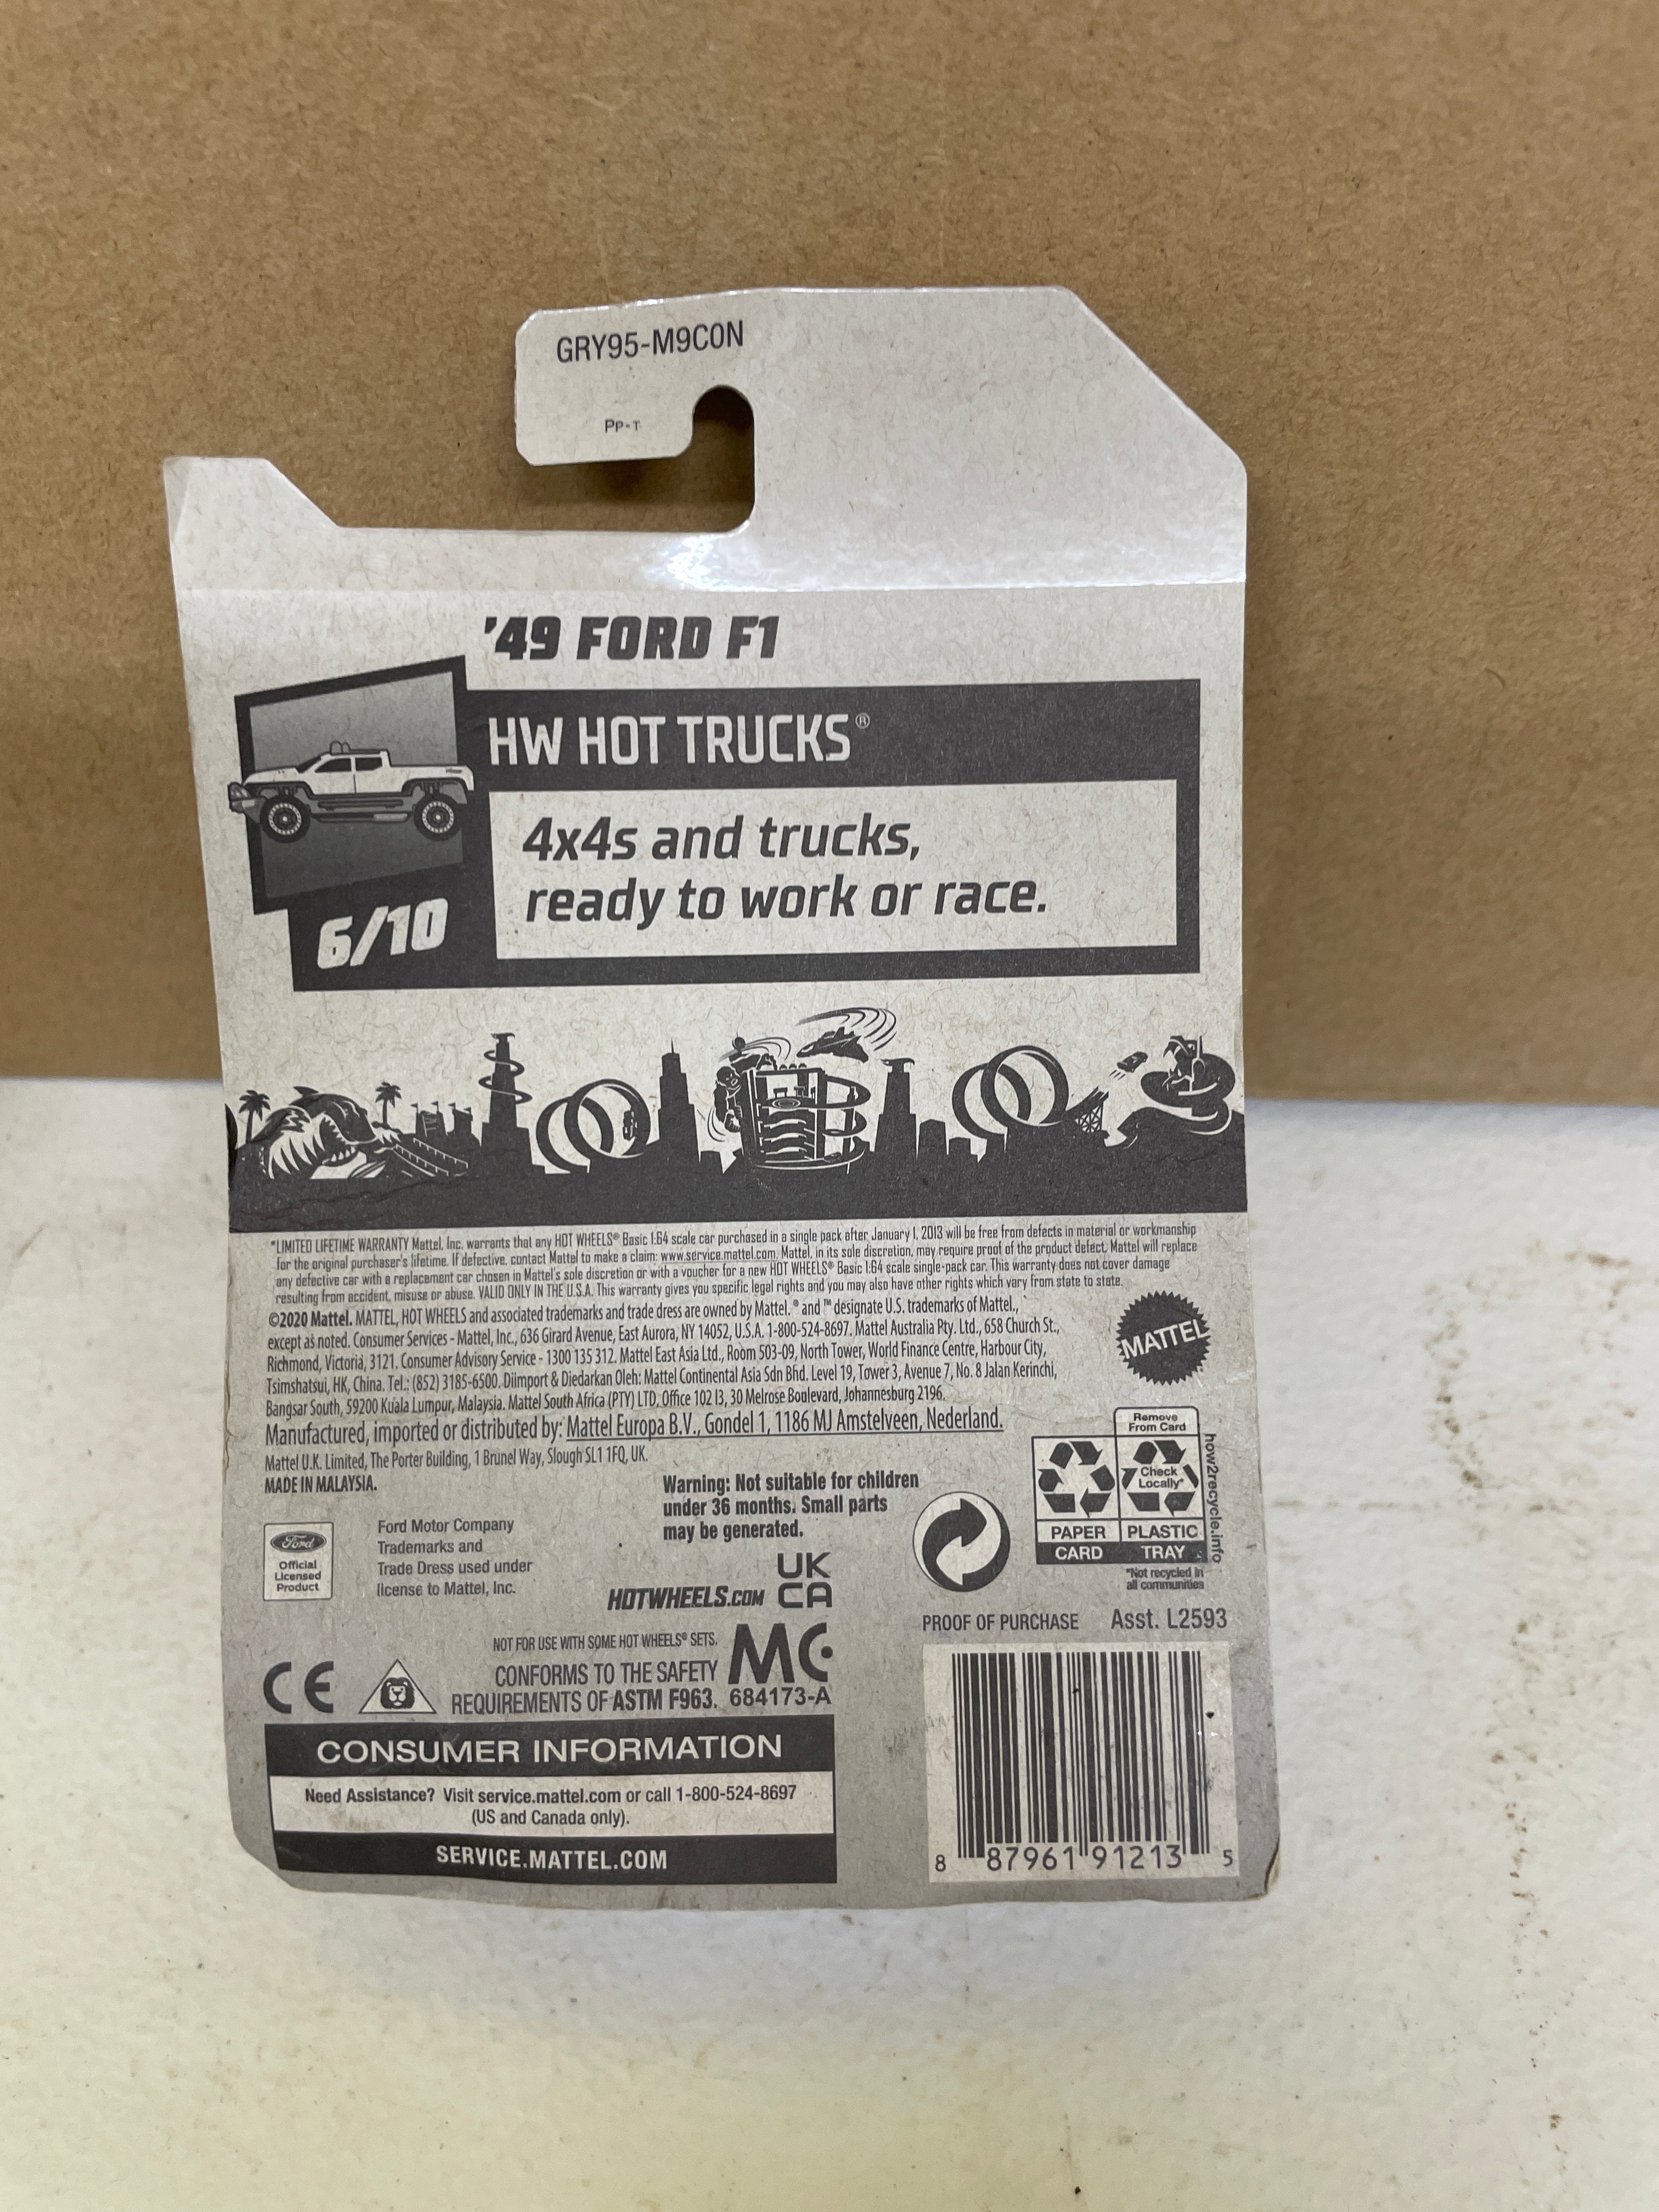 GRY95-M9C0N
PP-T
'49 FORD F1
HW HOT TRUCKS®
4x4s and trucks,
ready to work or race.
6/10
*LIMITED LIFETIME WARRANTY Mattel, Inc. warrants that any HOT WHEELS® Basic 1:64 scale car purchased in a single pack after January 1, 2013 will be free from defects in material or workmanship
for the original purchaser's lifetime. If defective, contact Mattel to make a claim: www.service.mattel.com. Mattel, in its sole discretion, may require proof of the product defect. Mattel will replace
any defective car with a replacement car chosen in Mattel's sole discretion or with a voucher for a new HOT WHEELS® Basic 1:64 scale single-pack car. This warranty does not cover damage
resulting from accident, misuse or abuse. VALID ONLY IN THE U.S.A. This warranty gives you specific legal rights and you may also have other rights which vary from state to state.
©2020 Mattel. MATTEL, HOT WHEELS and associated trademarks and trade dress are owned by Mattel. ® and ™ designate U.S. trademarks of Mattel.,
except as noted. Consumer Services - Mattel, Inc., 636 Girard Avenue, East Aurora, NY 14052, U.S.A. 1-800-524-8697. Mattel Australia Pty. Ltd., 658 Church St.,
Richmond, Victoria, 3121. Consumer Advisory Service - 1300 135 312. Mattel East Asia Ltd., Room 503-09, North Tower, World Finance Centre, Harbour City,
Tsimshatsui, HK, China. Tel.: (852) 3185-6500. Diimport & Diedarkan Oleh: Mattel Continental Asia Sdn Bhd. Level 19, Tower 3, Avenue 7, No. 8 Jalan Kerinchi,
Bangsar South, 59200 Kuala Lumpur, Malaysia. Mattel South Africa (PTY) LTD, Office 102 I3, 30 Melrose Boulevard, Johannesburg 2196.
Manufactured, imported or distributed by: Mattel Europa B.V., Gondel 1, 1186 MJ Amstelveen, Nederland.
Mattel U.K. Limited, The Porter Building, 1 Brunel Way, Slough SL1 1FQ, UK.
MADE IN MALAYSIA.
MATTEL
Remove
From Card
Check
Locally*
PAPER
CARD
PLASTIC
TRAY
how2recycle.info
*Not recycled in
all communities
Warning: Not suitable for children
under 36 months. Small parts
may be generated.
Ford
Official
Licensed
Product
Ford Motor Company
Trademarks and
Trade Dress used under
license to Mattel, Inc.
HOTWHEELS.COM
UK
CA
PROOF OF PURCHASE Asst. L2593
NOT FOR USE WITH SOME HOT WHEELS® SETS.
CE
CONFORMS TO THE SAFETY
REQUIREMENTS OF ASTM F963.
MC
684173-A
CONSUMER INFORMATION
Need Assistance? Visit service.mattel.com or call 1-800-524-8697
(US and Canada only).
SERVICE.MATTEL.COM
8 87961 91213 5